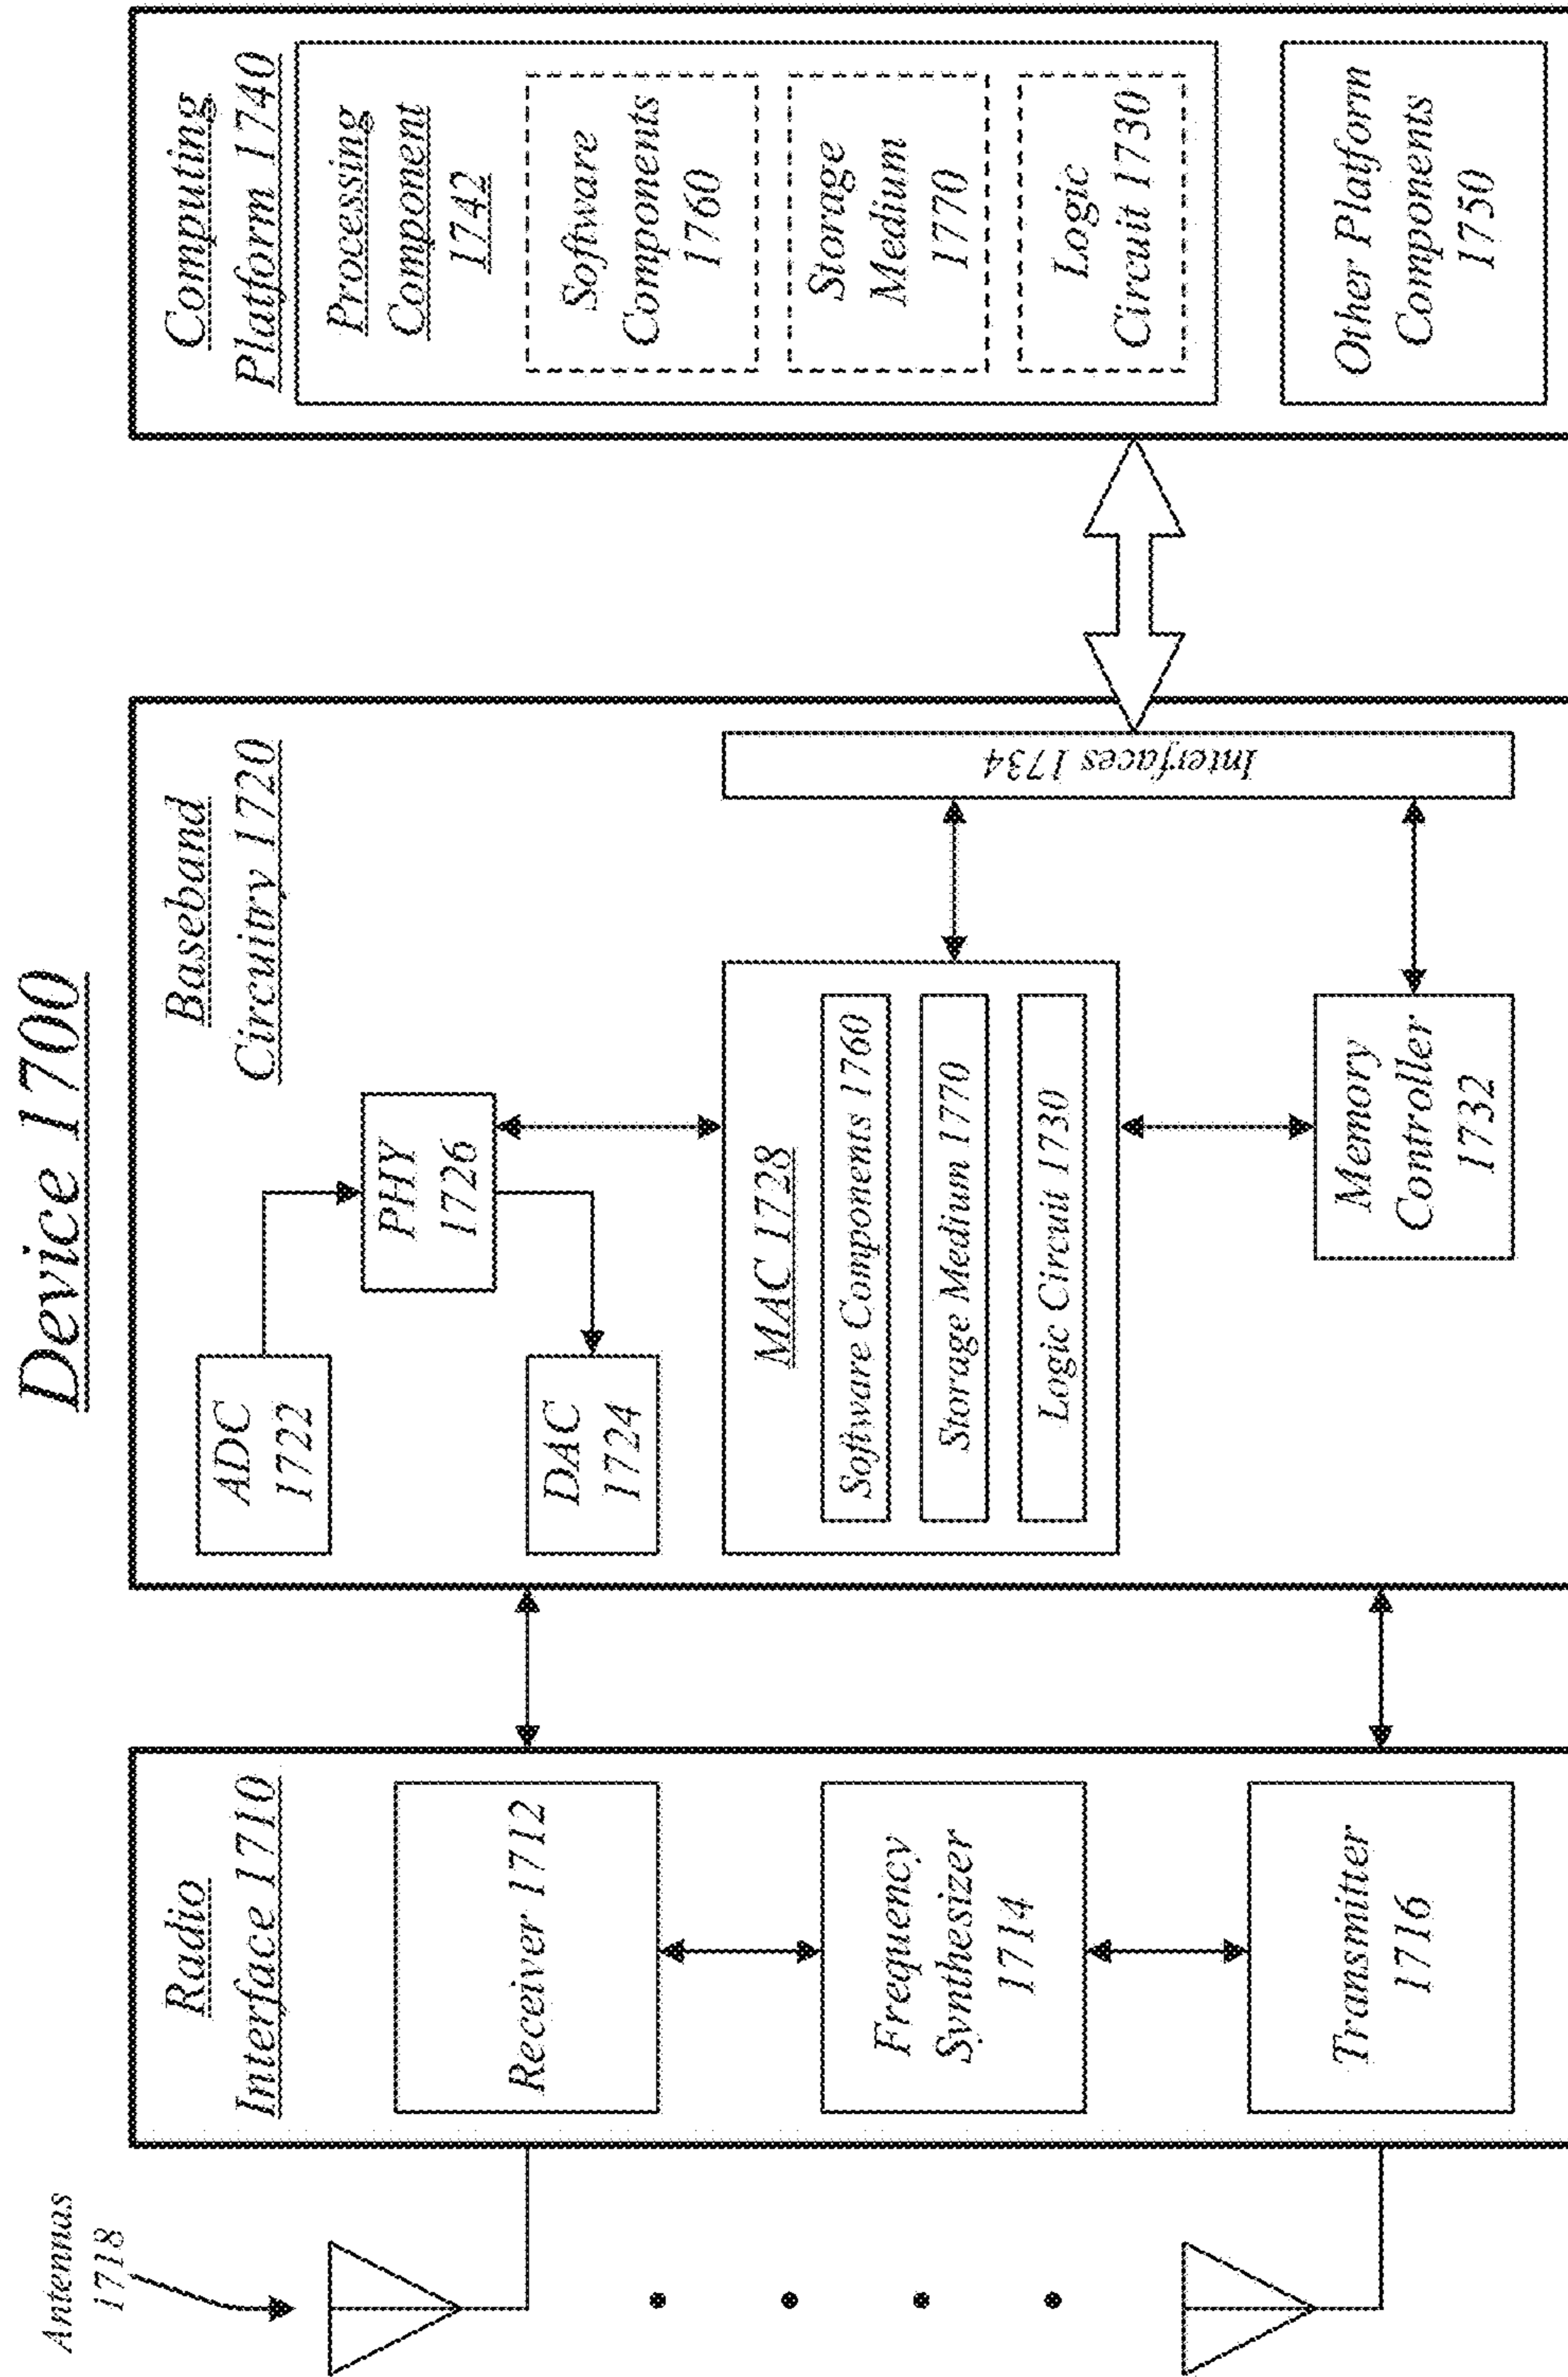 Device 1700
Antennas
1718
Radio
Interface 1710
Receiver 1712
Frequency
Synthesizer
1714
Transmitter
1716
Baseband
Circuitry 1720
ADC
1722
PHY
1726
DAC
1724
MAC 1728
Software Components 1760
Storage Medium 1770
Logic Circuit 1730
Memory
Controller
1732
Interfaces 1734
Computing
Platform 1740
Processing
Component
1742
Software
Components
1760
Storage
Medium
1770
Logic
Circuit 1730
Other Platform
Components
1750